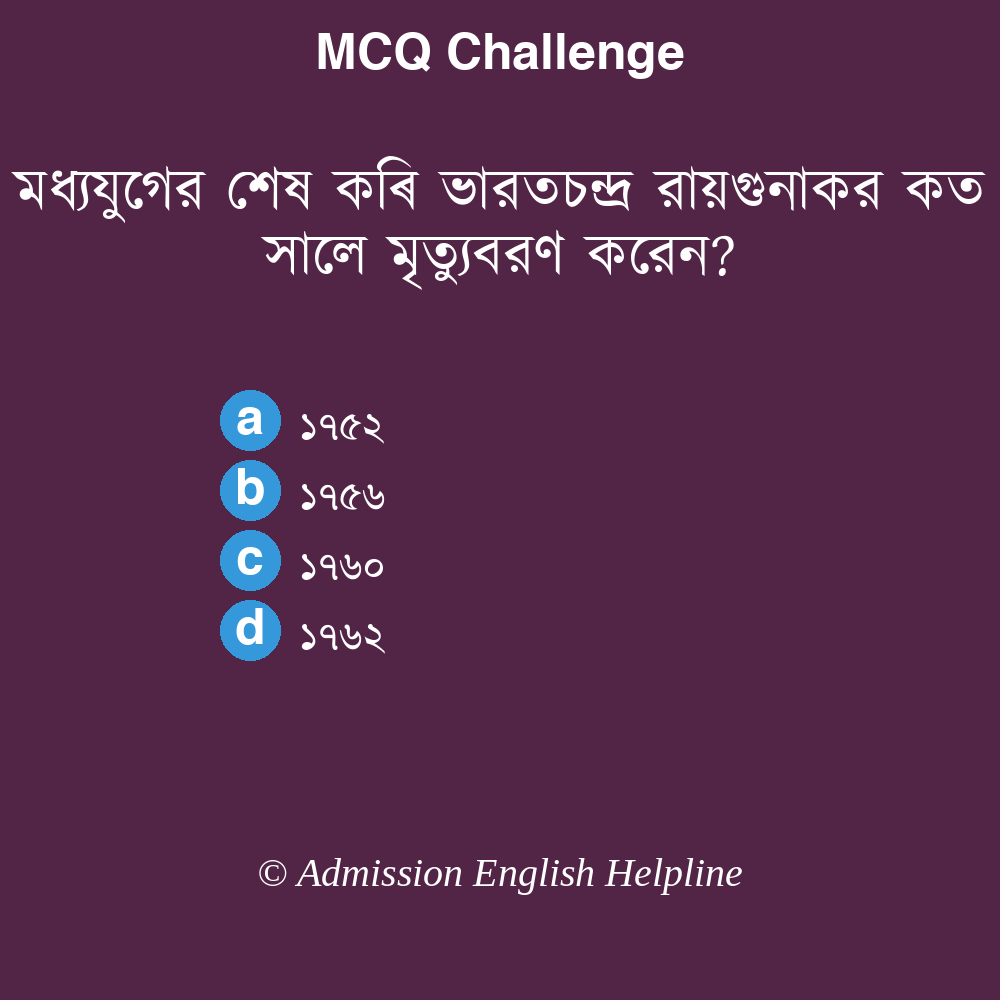 MCQ Challenge
মধ্যযুগের শেষ কৰি ভারতচন্দ্র রায়গুনাকর কত
সালে মৃত্যুবরণ করেন?
a ১৭৫২
b ১৭৫৬
c ১৭৬০
d ১৭৬২
© Admission English Helpline